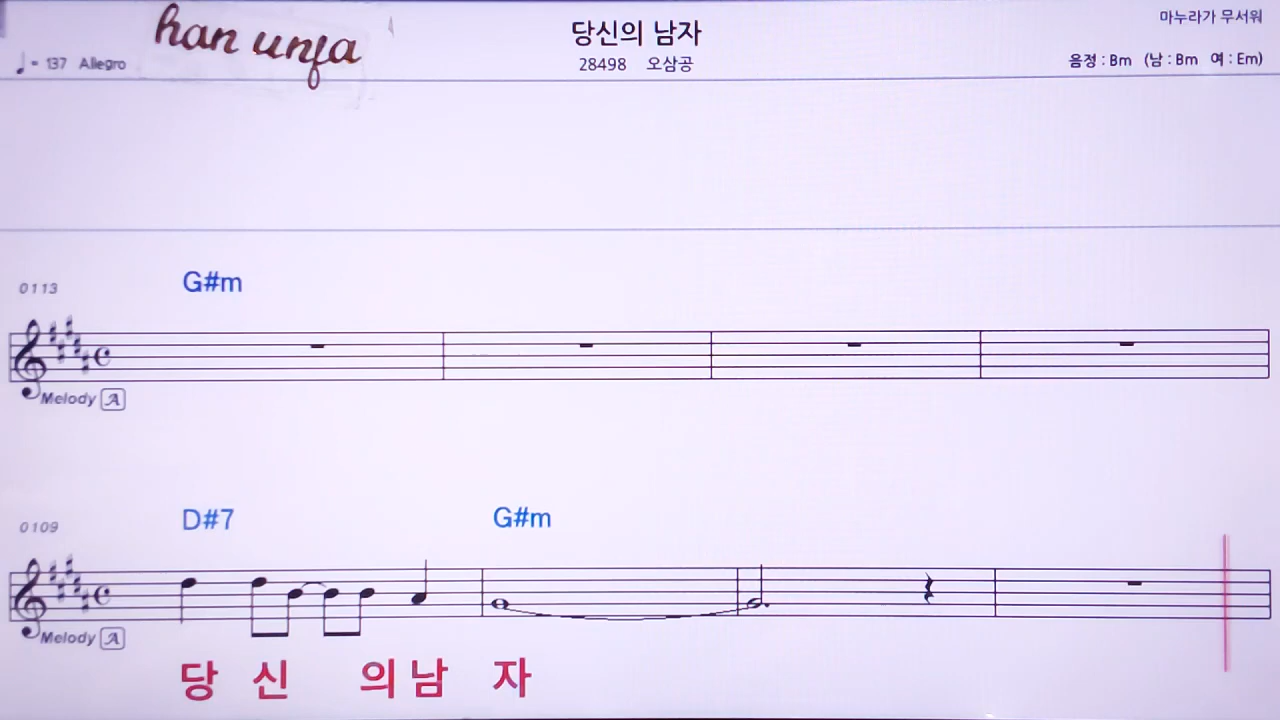 han unfa
당신의 남자
마누라가 무서워
♩= 137 Allegro
28498 오삼공
음정 : Bm (남 : Bm 여 : Em)
0113
G#m
Melody A
0109
D#7 G#m
Melody A
당 신 의 남 자